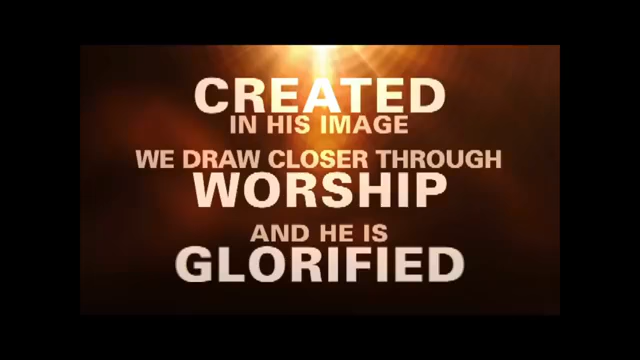 CREATED
IN HIS IMAGE
WE DRAW CLOSER THROUGH
WORSHIP
AND HE IS
GLORIFIED